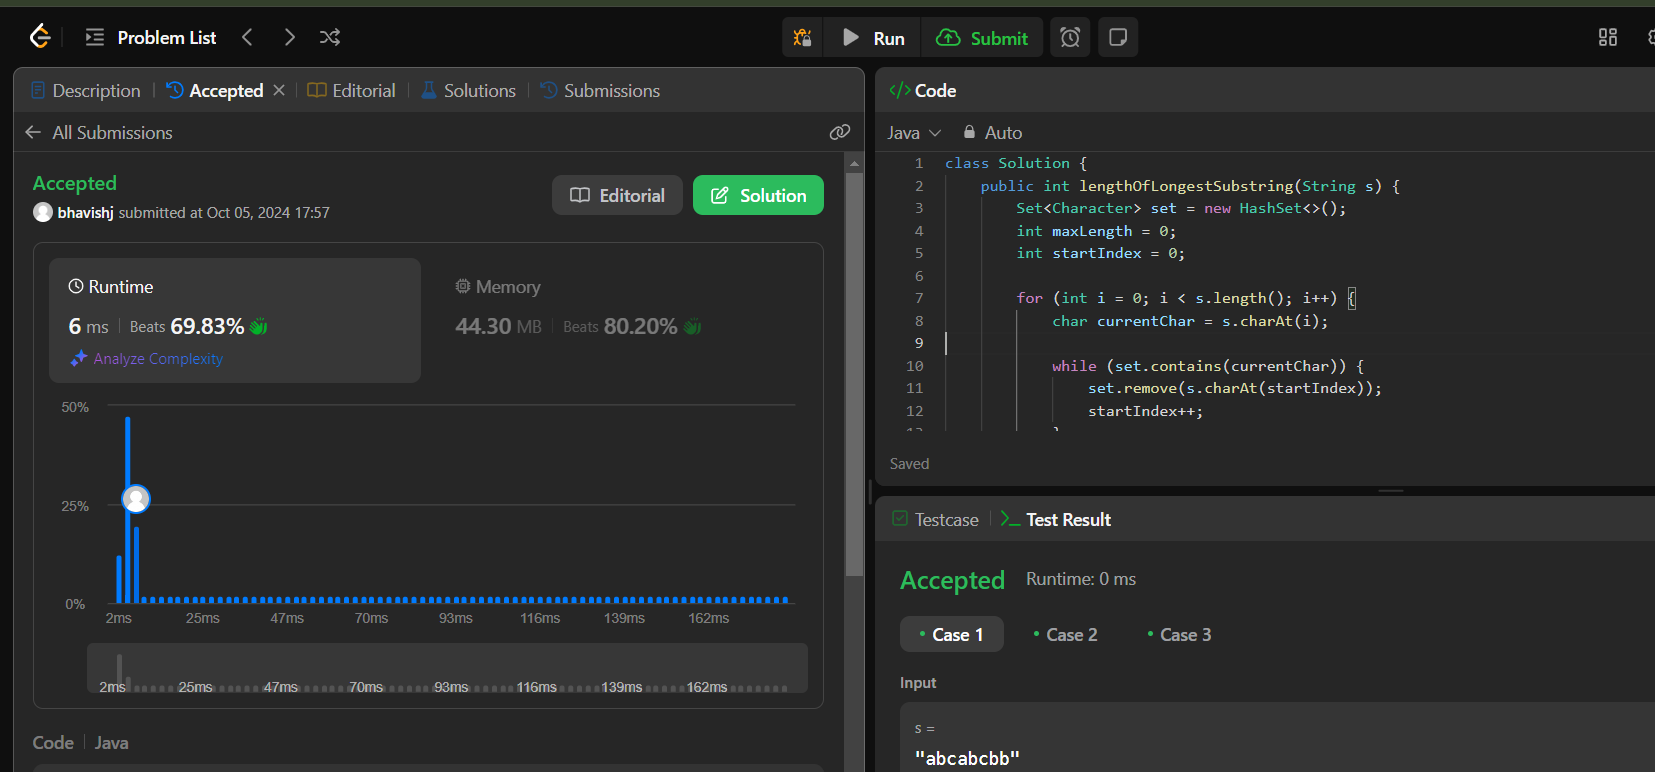 Problem List
Run
Submit
Description
Accepted
Editorial
Solutions
Submissions
All Submissions
Accepted
Editorial
Solution
bhavishj submitted at Oct 05, 2024 17:57
Runtime
6 ms
Beats 69.83%
Analyze Complexity
Memory
44.30 MB
Beats 80.20%
50%
25%
0%
2ms 25ms 47ms 70ms 93ms 116ms 139ms 162ms
2ms 25ms 47ms 70ms 93ms 116ms 139ms 162ms
Code
Java
</> Code
Java
Auto
1 class Solution {
2 public int lengthOfLongestSubstring(String s) {
3 Set<Character> set = new HashSet<>();
4 int maxLength = 0;
5 int startIndex = 0;
6
7 for (int i = 0; i < s.length(); i++) {
8 char currentChar = s.charAt(i);
9
10 while (set.contains(currentChar)) {
11 set.remove(s.charAt(startIndex));
12 startIndex++;
Saved
Testcase
Test Result
Accepted
Runtime: 0 ms
Case 1
Case 2
Case 3
Input
s =
"abcabcbb"